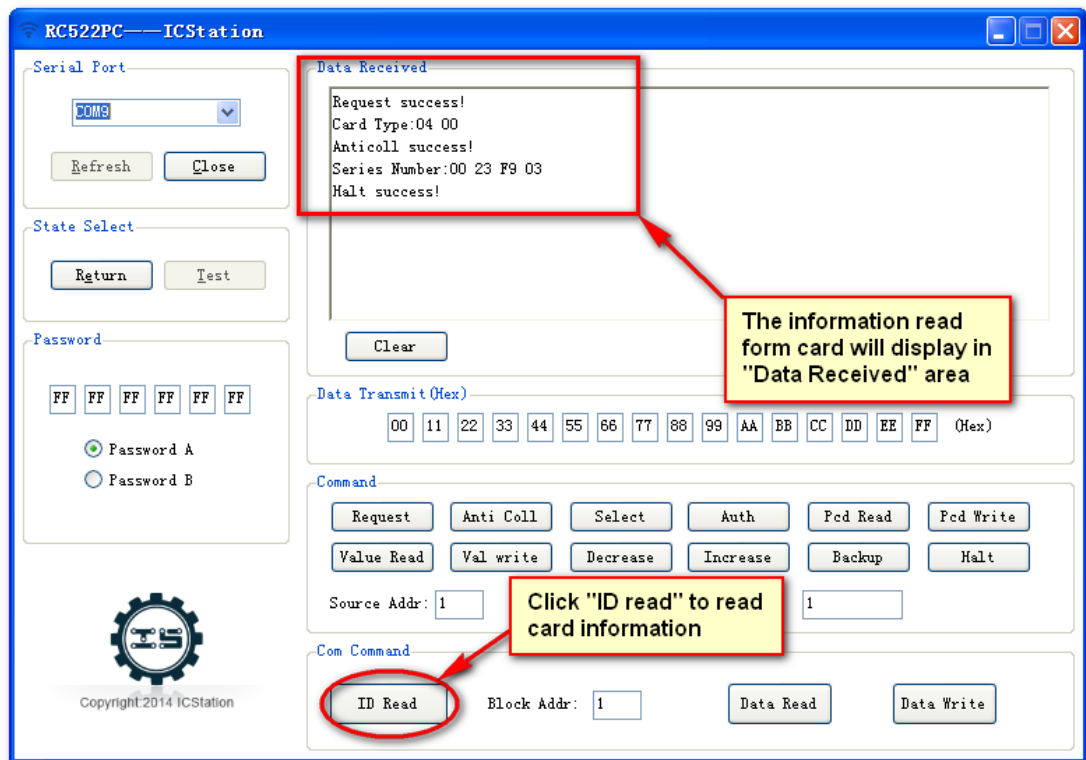 RC522PC——ICStation
Serial Port
COM9
Refresh Close
State Select
Return Test
Password
FF FF FF FF FF FF
Password A
Password B
IS
Copyright:2014 ICStation
Data Received
Request success!
Card Type:04 00
Anticoll success!
Series Number:00 23 F9 03
Halt success!
The information read
form card will display in
"Data Received" area
Clear
Data Transmit(Hex)
00 11 22 33 44 55 66 77 88 99 AA BB CC DD EE FF (Hex)
Command
Request Anti Coll Select Auth Pcd Read Pcd Write
Value Read Val write Decrease Increase Backup Halt
Source Addr: 1 1
Click "ID read" to read
card information
Com Command
ID Read Block Addr: 1 Data Read Data Write